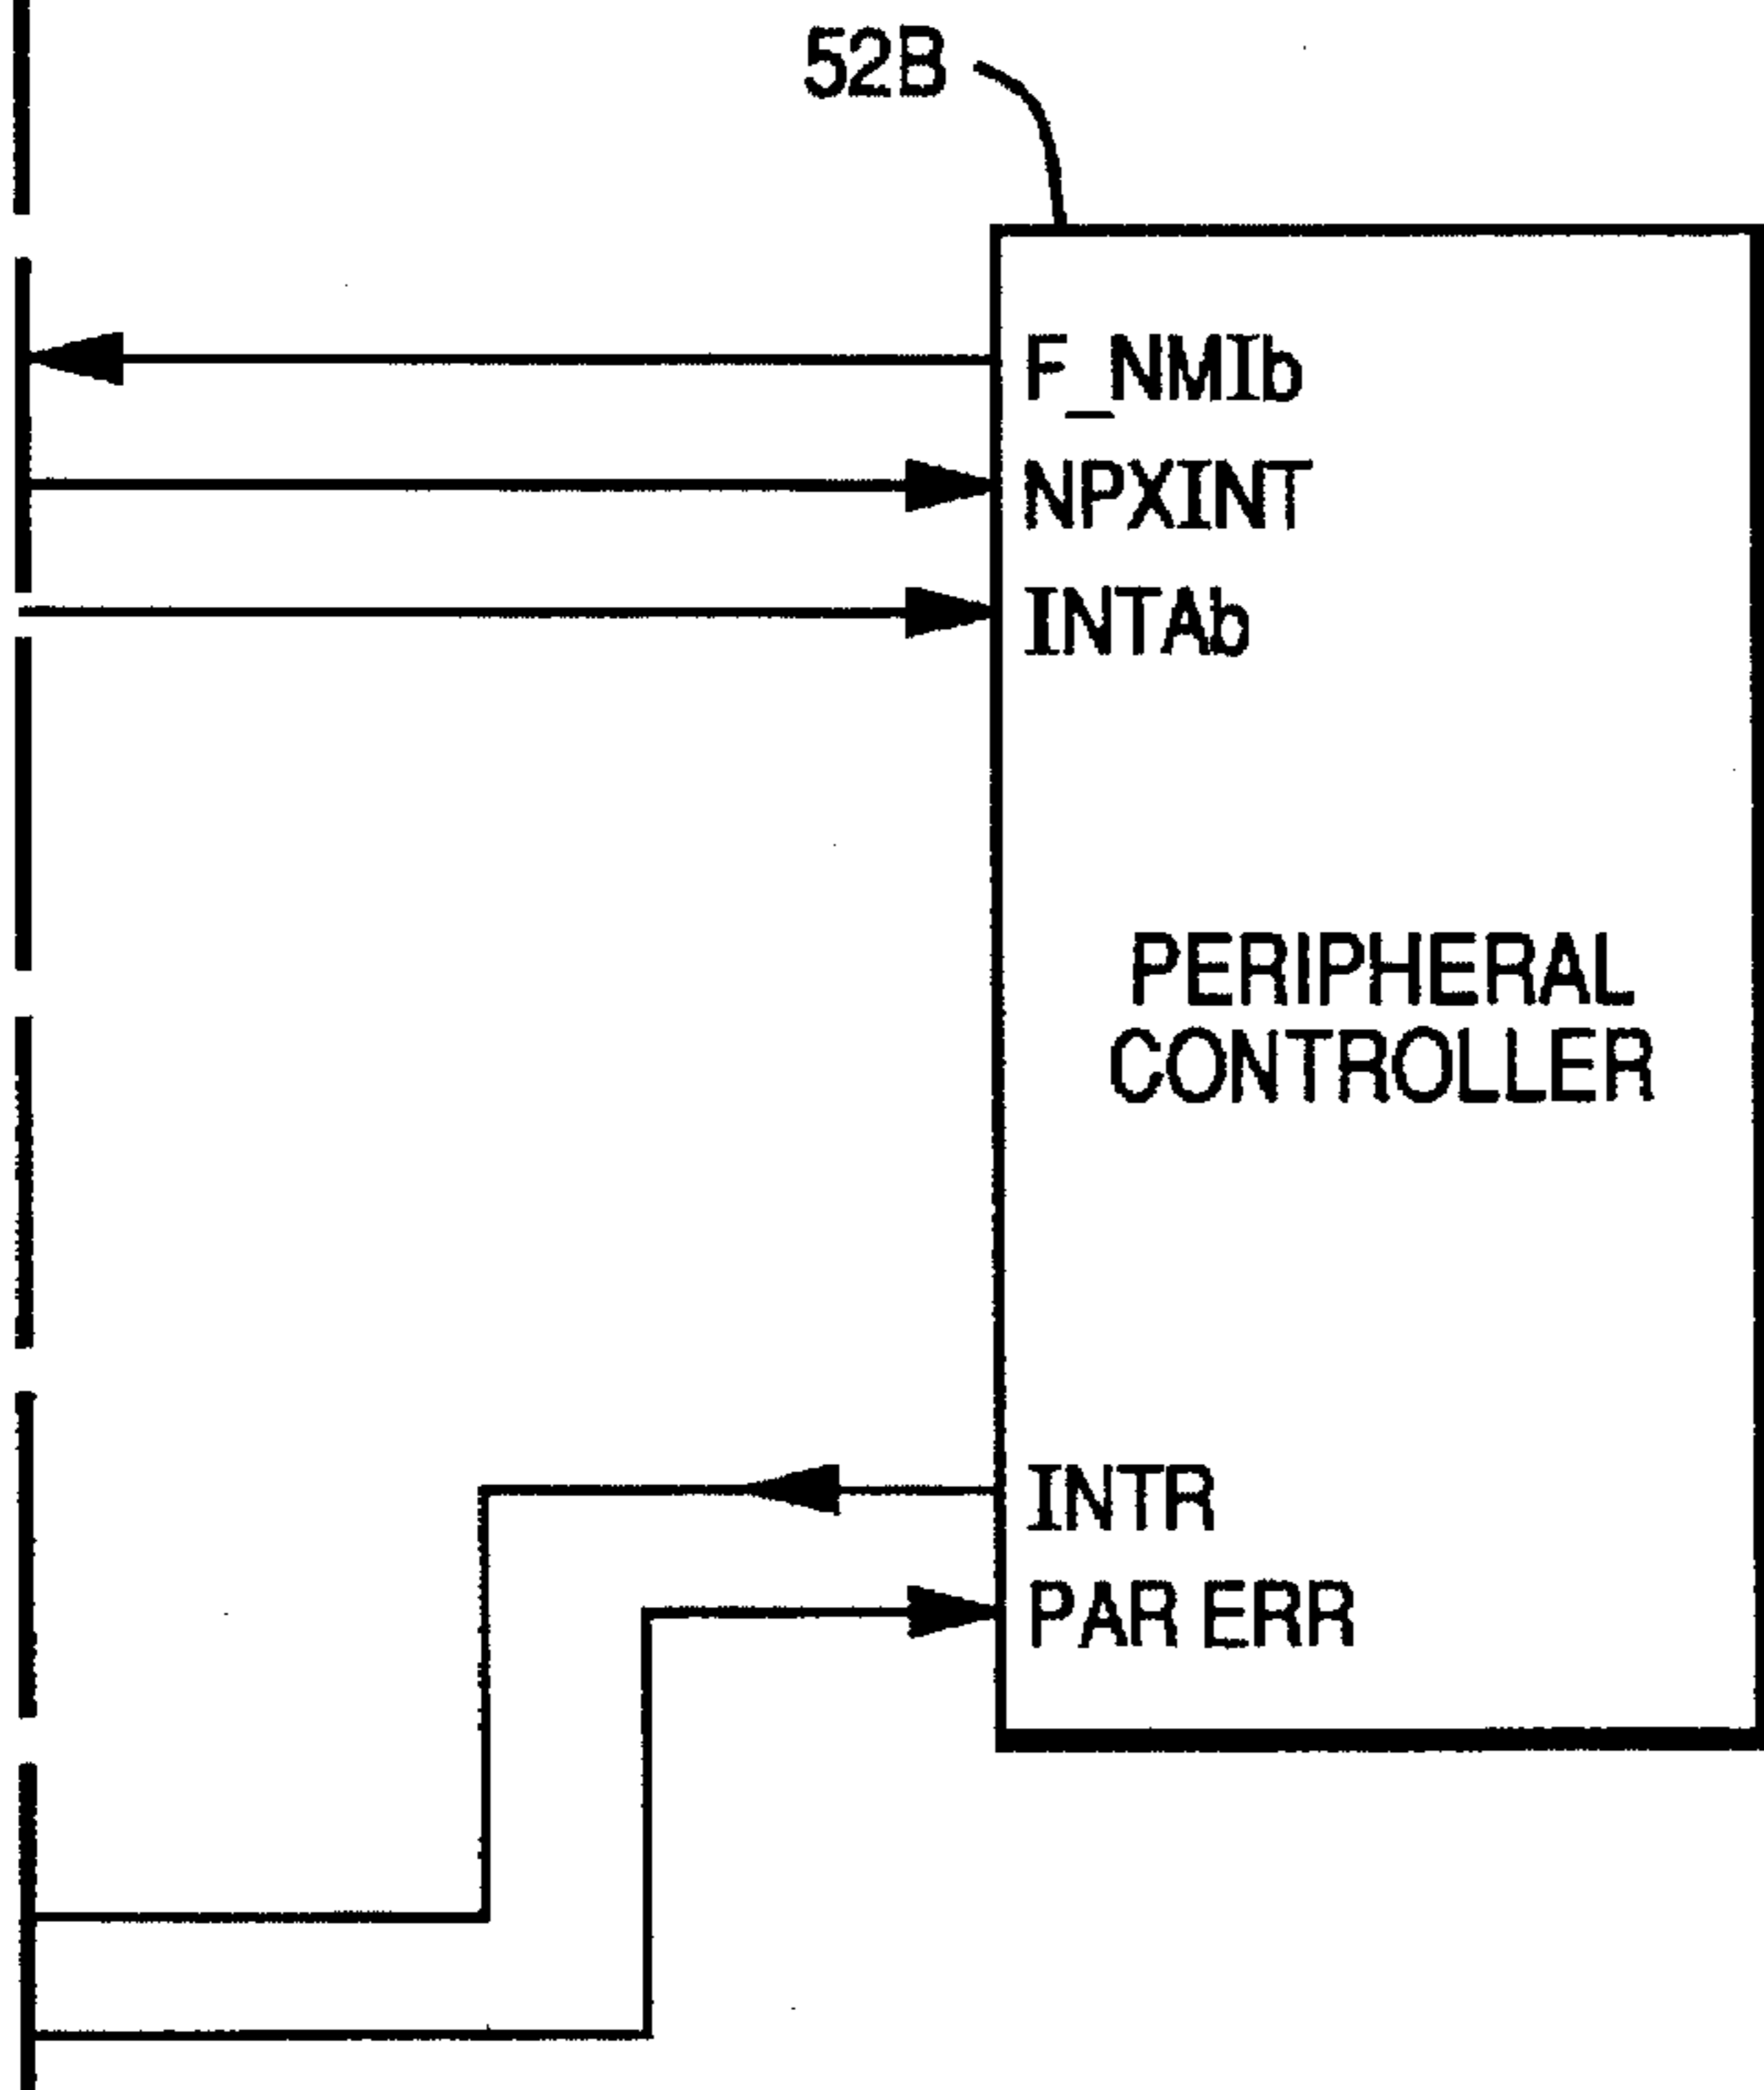 52B
F_NMIb
NPXINT
INTAb
PERIPHERAL
CONTROLLER
INTR
PAR ERR